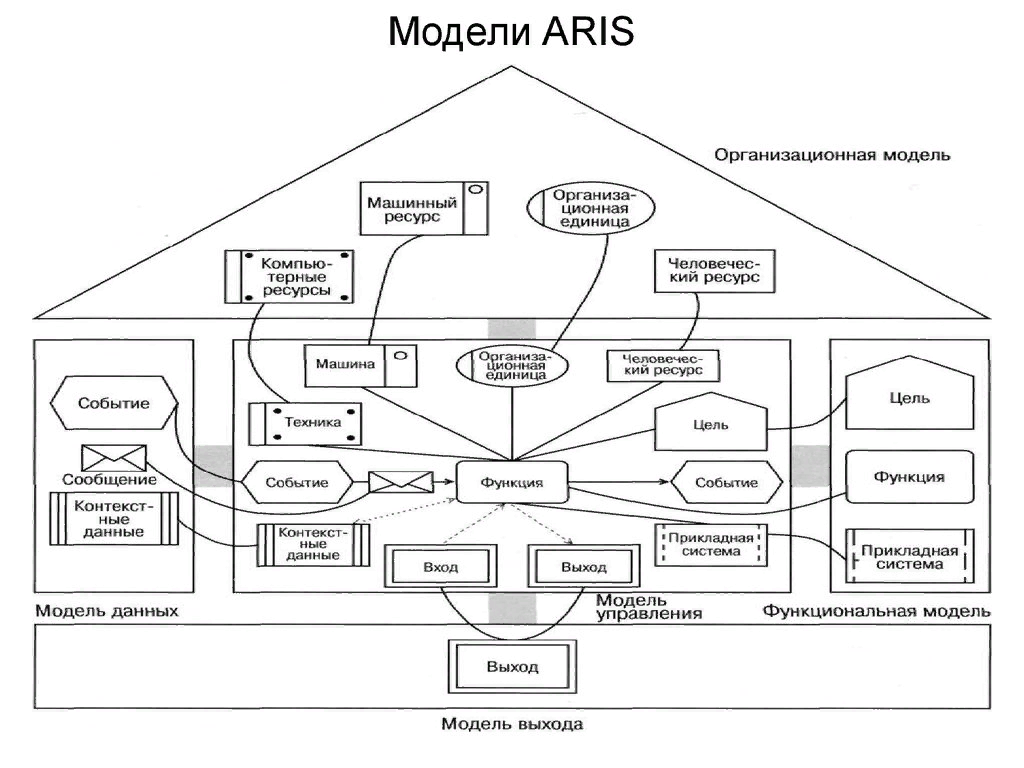 Модели ARIS
Организационная модель
Машинный
ресурс
Организа-
ционная
единица
Компью-
терные
ресурсы
Человечес-
кий ресурс
Машина
Организа-
ционная
единица
Человечес-
кий ресурс
Событие
Техника
Цель
Цель
Сообщение
Событие
Функция
Событие
Функция
Контекст-
ные
данные
Контекст-
ные
данные
Прикладная
система
Прикладная
система
Вход
Выход
Модель данных
Модель
управления
Функциональная модель
Выход
Модель выхода